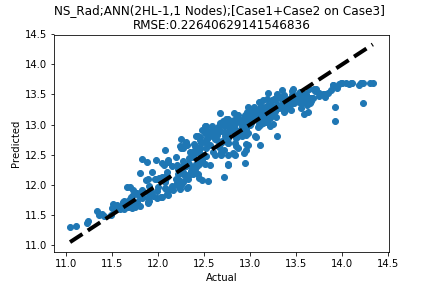 NS_Rad;ANN(2HL-1,1 Nodes);[Case1+Case2 on Case3]
RMSE:0.22640629141546836
14.5
14.0
13.5
13.0
12.5
12.0
11.5
11.0
Predicted
11.0 11.5 12.0 12.5 13.0 13.5 14.0 14.5
Actual